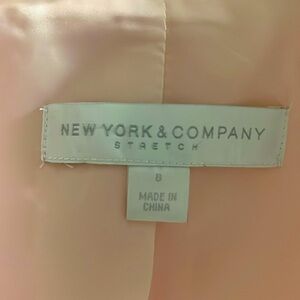 NEW YORK & COMPANY
STRETCH
8
MADE IN
CHINA